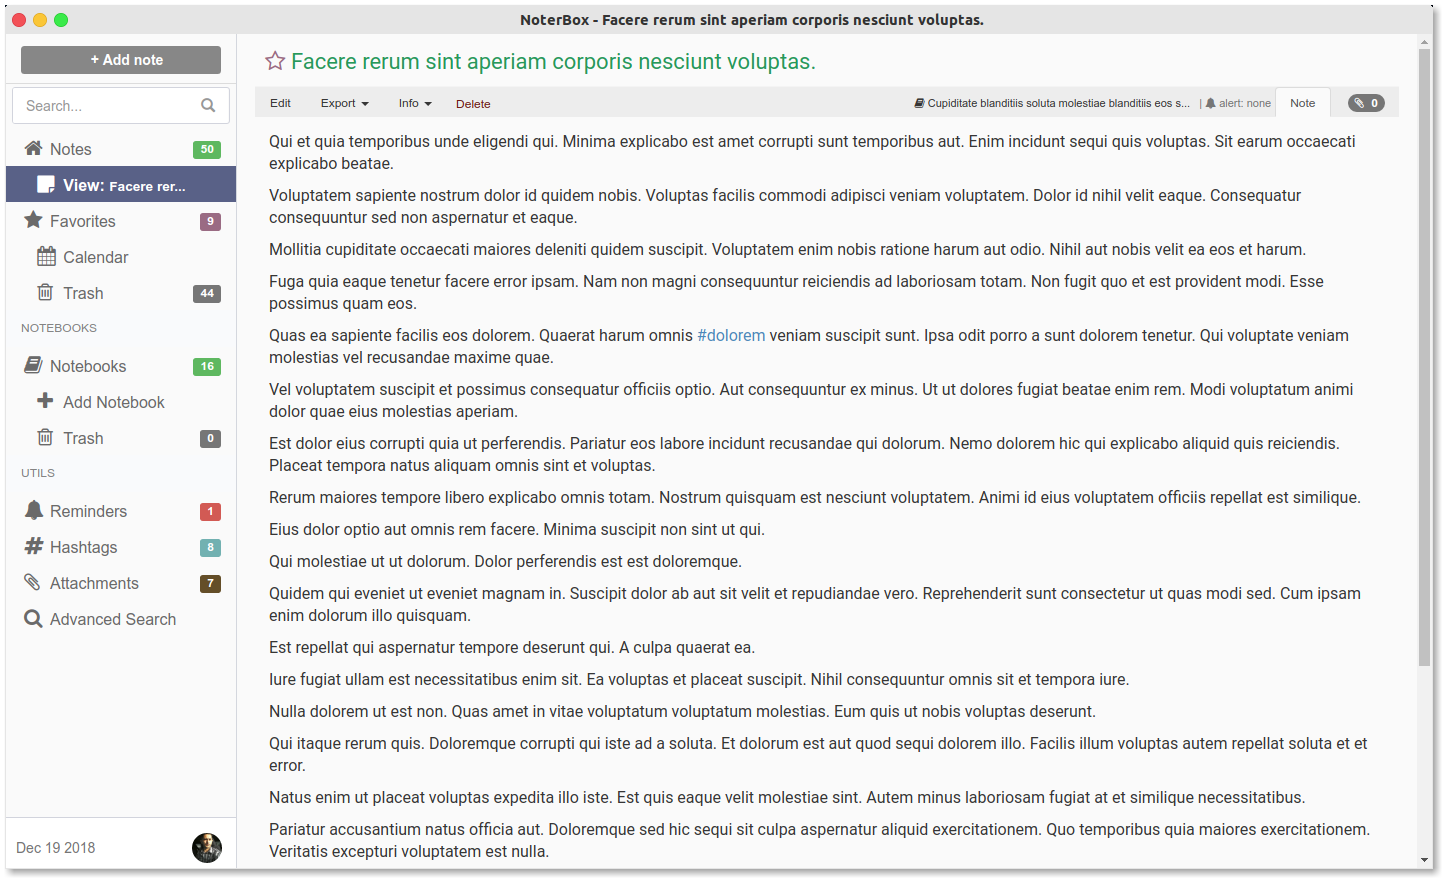 NoterBox - Facere rerum sint aperiam corporis nesciunt voluptas.
+ Add note
Search...
Notes 50
View: Facere rer...
Favorites 9
Calendar
Trash 44
NOTEBOOKS
Notebooks 16
Add Notebook
Trash 0
UTILS
Reminders 1
Hashtags 8
Attachments 7
Advanced Search
Dec 19 2018
Facere rerum sint aperiam corporis nesciunt voluptas.
Edit Export Info Delete Cupiditate blanditiis soluta molestiae blanditiis eos s... | alert: none Note 0
Qui et quia temporibus unde eligendi qui. Minima explicabo est amet corrupti sunt temporibus aut. Enim incidunt sequi quis voluptas. Sit earum occaecati
explicabo beatae.
Voluptatem sapiente nostrum dolor id quidem nobis. Voluptas facilis commodi adipisci veniam voluptatem. Dolor id nihil velit eaque. Consequatur
consequuntur sed non aspernatur et eaque.
Mollitia cupiditate occaecati maiores deleniti quidem suscipit. Voluptatem enim nobis ratione harum aut odio. Nihil aut nobis velit ea eos et harum.
Fuga quia eaque tenetur facere error ipsam. Nam non magni consequuntur reiciendis ad laboriosam totam. Non fugit quo et est provident modi. Esse
possimus quam eos.
Quas ea sapiente facilis eos dolorem. Quaerat harum omnis #dolorem veniam suscipit sunt. Ipsa odit porro a sunt dolorem tenetur. Qui voluptate veniam
molestias vel recusandae maxime quae.
Vel voluptatem suscipit et possimus consequatur officiis optio. Aut consequuntur ex minus. Ut ut dolores fugiat beatae enim rem. Modi voluptatum animi
dolor quae eius molestias aperiam.
Est dolor eius corrupti quia ut perferendis. Pariatur eos labore incidunt recusandae qui dolorum. Nemo dolorem hic qui explicabo aliquid quis reiciendis.
Placeat tempora natus aliquam omnis sint et voluptas.
Rerum maiores tempore libero explicabo omnis totam. Nostrum quisquam est nesciunt voluptatem. Animi id eius voluptatem officiis repellat est similique.
Eius dolor optio aut omnis rem facere. Minima suscipit non sint ut qui.
Qui molestiae ut ut dolorum. Dolor perferendis est est doloremque.
Quidem qui eveniet ut eveniet magnam in. Suscipit dolor ab aut sit velit et repudiandae vero. Reprehenderit sunt consectetur ut quas modi sed. Cum ipsam
enim dolorum illo quisquam.
Est repellat qui aspernatur tempore deserunt qui. A culpa quaerat ea.
Iure fugiat ullam est necessitatibus enim sit. Ea voluptas et placeat suscipit. Nihil consequuntur omnis sit et tempora iure.
Nulla dolorem ut est non. Quas amet in vitae voluptatum voluptatum molestias. Eum quis ut nobis voluptas deserunt.
Qui itaque rerum quis. Doloremque corrupti qui iste ad a soluta. Et dolorum est aut quod sequi dolorem illo. Facilis illum voluptas autem repellat soluta et et
error.
Natus enim ut placeat voluptas expedita illo iste. Est quis eaque velit molestiae sint. Autem minus laboriosam fugiat at et similique necessitatibus.
Pariatur accusantium natus officia aut. Doloremque sed hic sequi sit culpa aspernatur aliquid exercitationem. Quo temporibus quia maiores exercitationem.
Veritatis excepturi voluptatem est nulla.